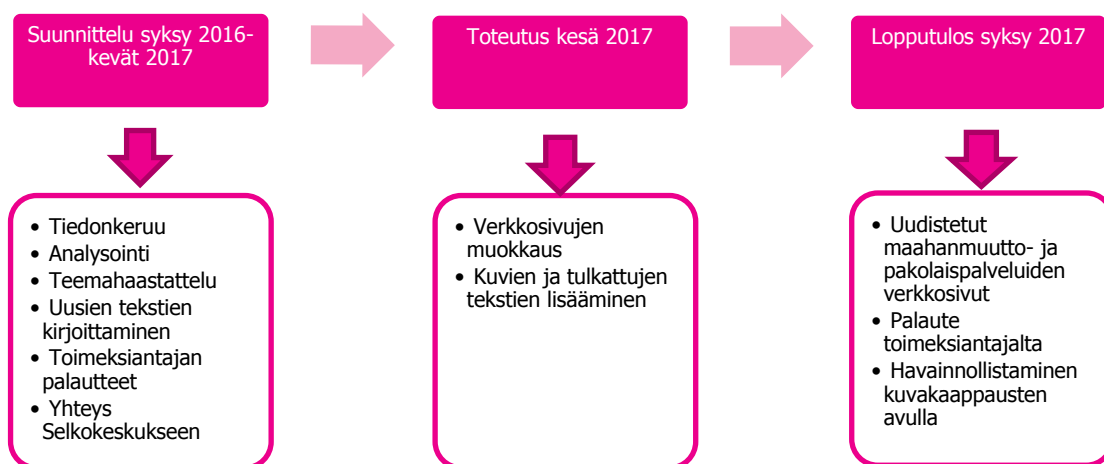 Suunnittelu syksy 2016-
kevät 2017
• Tiedonkeruu
• Analysointi
• Teemahaastattelu
• Uusien tekstien
kirjoittaminen
• Toimeksiantajan
palautteet
• Yhteys
Selkokeskukseen
Toteutus kesä 2017
• Verkkosivujen
muokkaus
• Kuvien ja tulkattujen
tekstien lisääminen
Lopputulos syksy 2017
• Uudistetut
maahanmuutto- ja
pakolaispalveluiden
verkkosivut
• Palaute
toimeksiantajalta
• Havainnollistaminen
kuvakaappausten
avulla